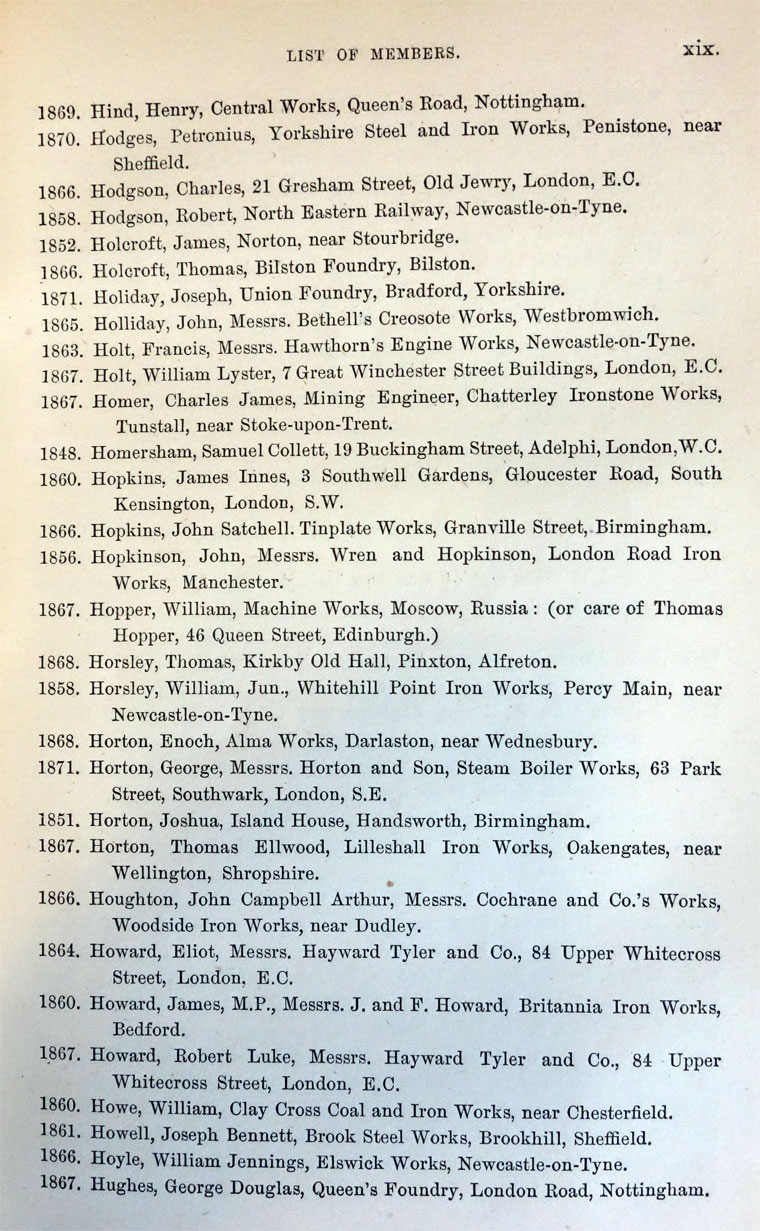 LIST OF MEMBERS. xix.
1869. Hind, Henry, Central Works, Queen's Road, Nottingham.
1870. Hodges, Petronius, Yorkshire Steel and Iron Works, Penistone, near
Sheffield.
1866. Hodgson, Charles, 21 Gresham Street, Old Jewry, London, E.C.
1858. Hodgson, Robert, North Eastern Railway, Newcastle-on-Tyne.
1852. Holcroft, James, Norton, near Stourbridge.
1866. Holcroft, Thomas, Bilston Foundry, Bilston.
1871. Holiday, Joseph, Union Foundry, Bradford, Yorkshire.
1865. Holliday, John, Messrs. Bethell's Creosote Works, Westbromwich.
1863. Holt, Francis, Messrs. Hawthorn's Engine Works, Newcastle-on-Tyne.
1867. Holt, William Lyster, 7 Great Winchester Street Buildings, London, E.C.
1867. Homer, Charles James, Mining Engineer, Chatterley Ironstone Works,
Tunstall, near Stoke-upon-Trent.
1848. Homersham, Samuel Collett, 19 Buckingham Street, Adelphi, London, W.C.
1860. Hopkins, James Innes, 3 Southwell Gardens, Gloucester Road, South
Kensington, London, S.W.
1866. Hopkins, John Satchell. Tinplate Works, Granville Street, Birmingham.
1856. Hopkinson, John, Messrs. Wren and Hopkinson, London Road Iron
Works, Manchester.
1867. Hopper, William, Machine Works, Moscow, Russia: (or care of Thomas
Hopper, 46 Queen Street, Edinburgh.)
1868. Horsley, Thomas, Kirkby Old Hall, Pinxton, Alfreton.
1858. Horsley, William, Jun., Whitehill Point Iron Works, Percy Main, near
Newcastle-on-Tyne.
1868. Horton, Enoch, Alma Works, Darlaston, near Wednesbury.
1871. Horton, George, Messrs. Horton and Son, Steam Boiler Works, 63 Park
Street, Southwark, London, S.E.
1851. Horton, Joshua, Island House, Handsworth, Birmingham.
1867. Horton, Thomas Ellwood, Lilleshall Iron Works, Oakengates, near
Wellington, Shropshire.
1866. Houghton, John Campbell Arthur, Messrs. Cochrane and Co.'s Works,
Woodside Iron Works, near Dudley.
1864. Howard, Eliot, Messrs. Hayward Tyler and Co., 84 Upper Whitecross
Street, London, E.C.
1860. Howard, James, M.P., Messrs. J. and F. Howard, Britannia Iron Works,
Bedford.
1867. Howard, Robert Luke, Messrs. Hayward Tyler and Co., 84 Upper
Whitecross Street, London, E.C.
1860. Howe, William, Clay Cross Coal and Iron Works, near Chesterfield.
1861. Howell, Joseph Bennett, Brook Steel Works, Brookhill, Sheffield.
1866. Hoyle, William Jennings, Elswick Works, Newcastle-on-Tyne.
1867. Hughes, George Douglas, Queen's Foundry, London Road, Nottingham.